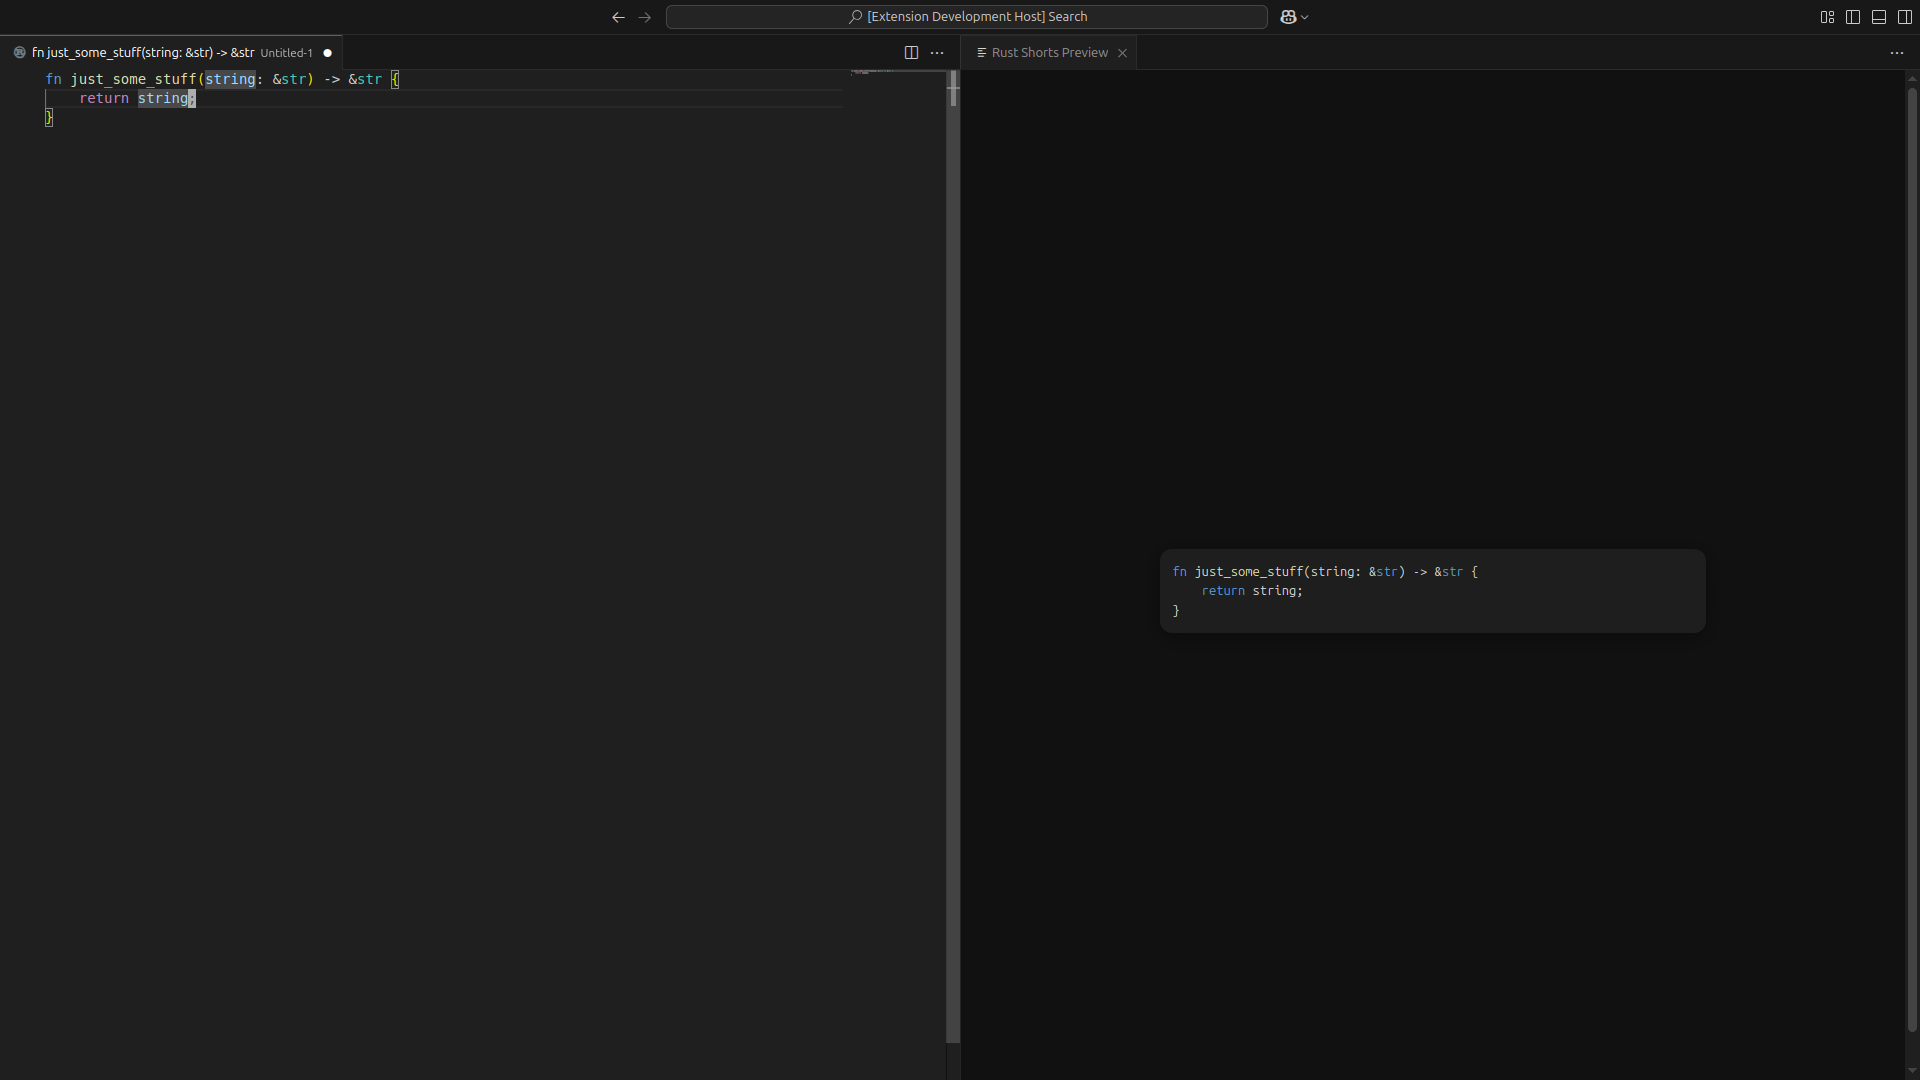 [Extension Development Host] Search
fn just_some_stuff(string: &str) -> &str Untitled-1
Rust Shorts Preview
fn just_some_stuff(string: &str) -> &str {
    return string;
}
fn just_some_stuff(string: &str) -> &str {
    return string;
}